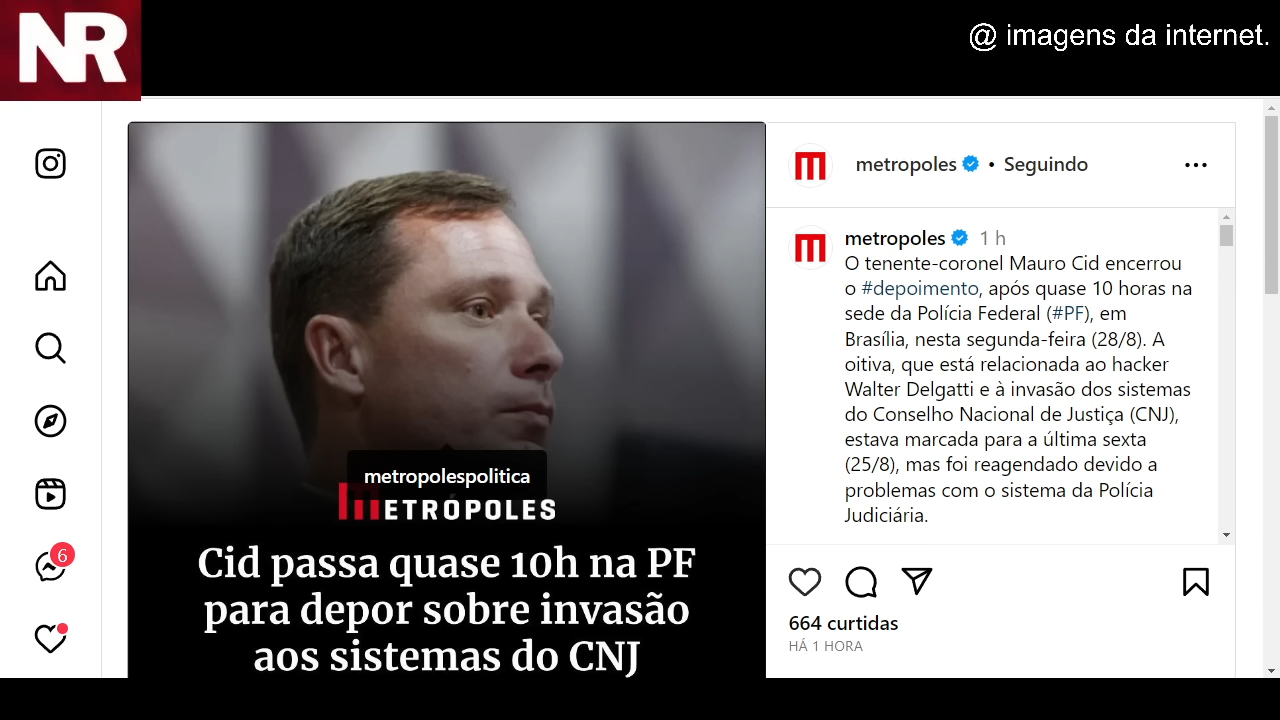 NR
@ imagens da internet.
metropoles • Seguindo
metropoles 1 h
O tenente-coronel Mauro Cid encerrou
o #depoimento, após quase 10 horas na
sede da Polícia Federal (#PF), em
Brasília, nesta segunda-feira (28/8). A
oitiva, que está relacionada ao hacker
Walter Delgatti e à invasão dos sistemas
do Conselho Nacional de Justiça (CNJ),
estava marcada para a última sexta
(25/8), mas foi reagendado devido a
problemas com o sistema da Polícia
Judiciária.
metropolespolitica
METRÓPOLES
Cid passa quase 10h na PF
para depor sobre invasão
aos sistemas do CNJ
6
664 curtidas
HÁ 1 HORA